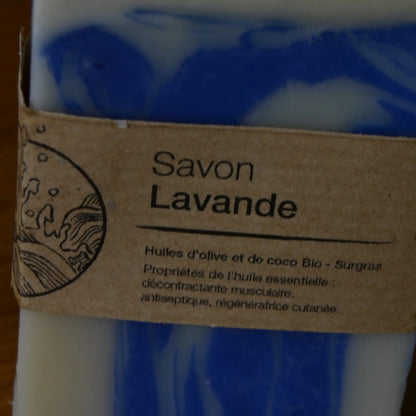 Savon
Lavande
Huiles d'olive et de coco Bio - Surgras
Propriétés de l'huile essentielle :
décontractante musculaire,
antiseptique, régénératrice cutanée.